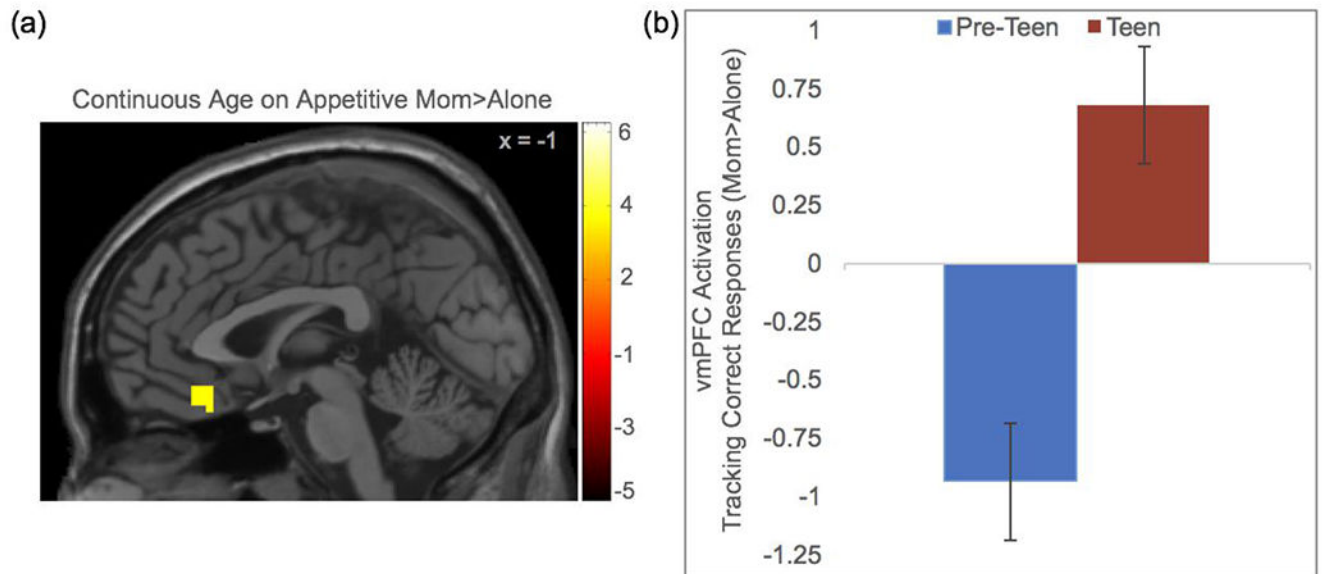 (a)
Continuous Age on Appetitive Mom>Alone
x = -1
6
4
2
-1
-3
-5
(b)
Pre-Teen
Teen
vmPFC Activation
Tracking Correct Responses (Mom>Alone)
1
0.75
0.5
0.25
0
-0.25
-0.5
-0.75
-1
-1.25